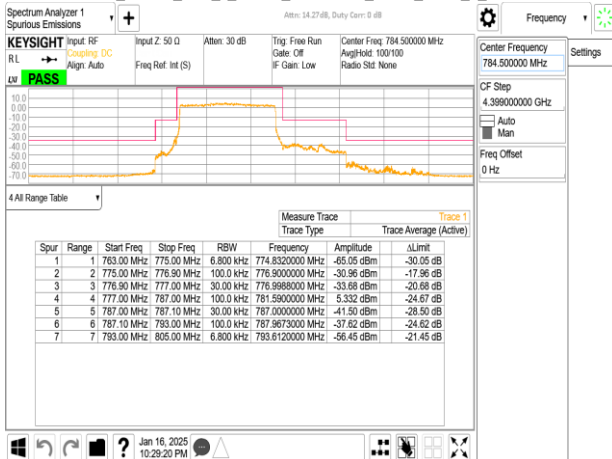 Spectrum Analyzer 1
Spurious Emissions
Attn: 14.27dB, Duty Corr: 0 dB
Frequency
KEYSIGHT Input: RF Input Z: 50 Ω Atten: 30 dB Trig: Free Run Center Freq: 784.500000 MHz
RL Coupling: DC Gate: Off Avg|Hold: 100/100
Align: Auto Freq Ref: Int (S) IF Gain: Low Radio Std: None
PASS
Center Frequency
784.500000 MHz
Settings
CF Step
4.399000000 GHz
Auto
Man
Freq Offset
0 Hz
10.0
0.00
-10.0
-20.0
-30.0
-40.0
-50.0
-60.0
-70.0
4 All Range Table
Measure Trace Trace 1
Trace Type Trace Average (Active)
Spur Range Start Freq Stop Freq RBW Frequency Amplitude ΔLimit
1 1 763.00 MHz 775.00 MHz 6.800 kHz 774.8320000 MHz -65.05 dBm -30.05 dB
2 2 775.00 MHz 776.90 MHz 100.0 kHz 776.9000000 MHz -30.96 dBm -17.96 dB
3 3 776.90 MHz 777.00 MHz 30.00 kHz 776.9988000 MHz -33.68 dBm -20.68 dB
4 4 777.00 MHz 787.00 MHz 100.0 kHz 781.5900000 MHz 5.332 dBm -24.67 dB
5 5 787.00 MHz 787.10 MHz 30.00 kHz 787.0000000 MHz -41.50 dBm -28.50 dB
6 6 787.10 MHz 793.00 MHz 100.0 kHz 787.9673000 MHz -37.62 dBm -24.62 dB
7 7 793.00 MHz 805.00 MHz 6.800 kHz 793.6120000 MHz -56.45 dBm -21.45 dB
Jan 16, 2025
10:29:20 PM